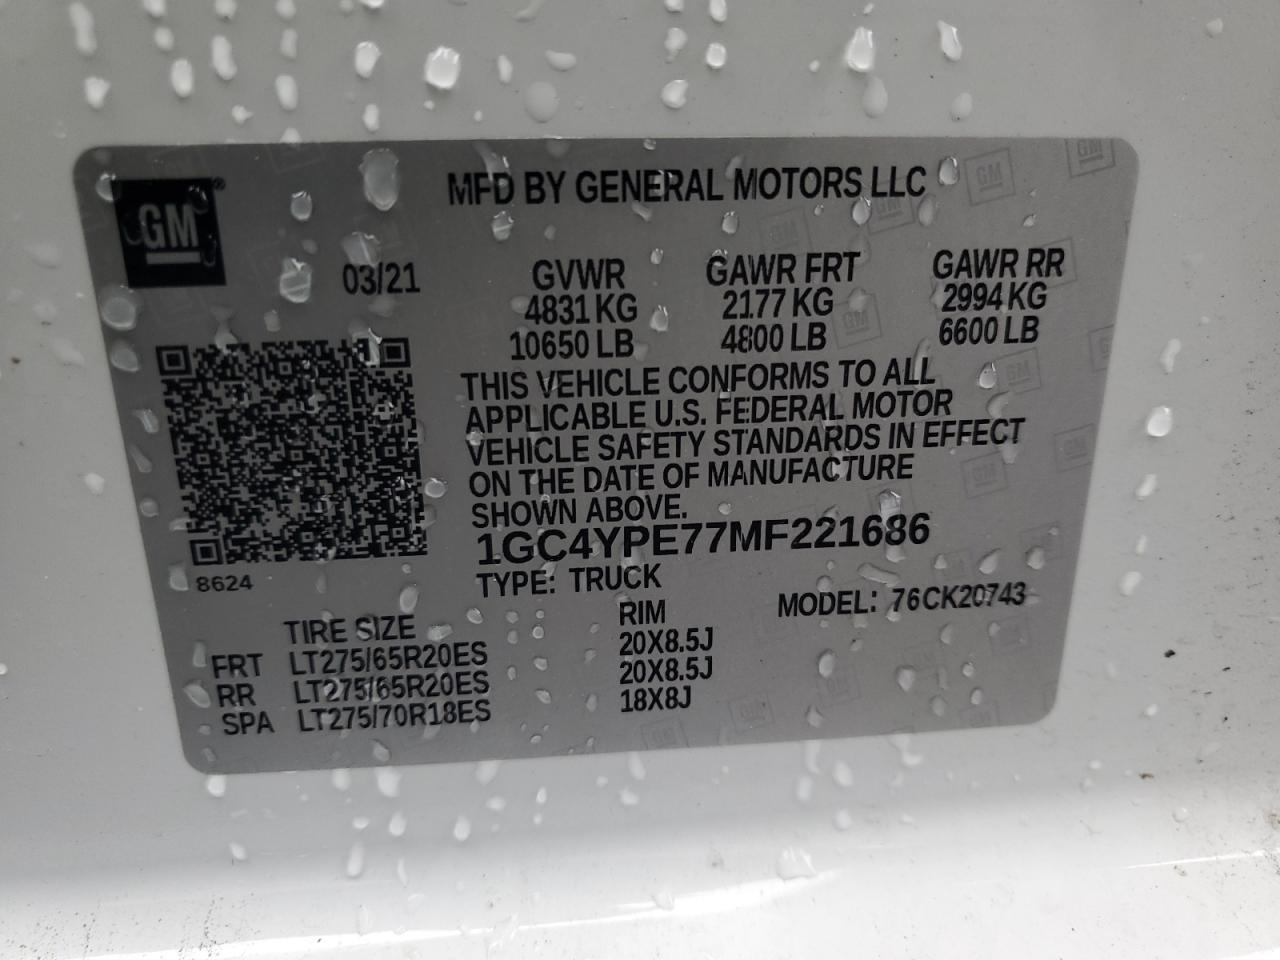 GM®
MFD BY GENERAL MOTORS LLC
03/21
GVWR GAWR FRT GAWR RR
4831 KG 2177 KG 2994 KG
10650 LB 4800 LB 6600 LB
THIS VEHICLE CONFORMS TO ALL
APPLICABLE U.S. FEDERAL MOTOR
VEHICLE SAFETY STANDARDS IN EFFECT
ON THE DATE OF MANUFACTURE
SHOWN ABOVE.
1GC4YPE77MF221686
8624
TYPE: TRUCK
MODEL: 76CK20743
TIRE SIZE RIM
FRT LT275/65R20ES 20X8.5J
RR LT275/65R20ES 20X8.5J
SPA LT275/70R18ES 18X8J